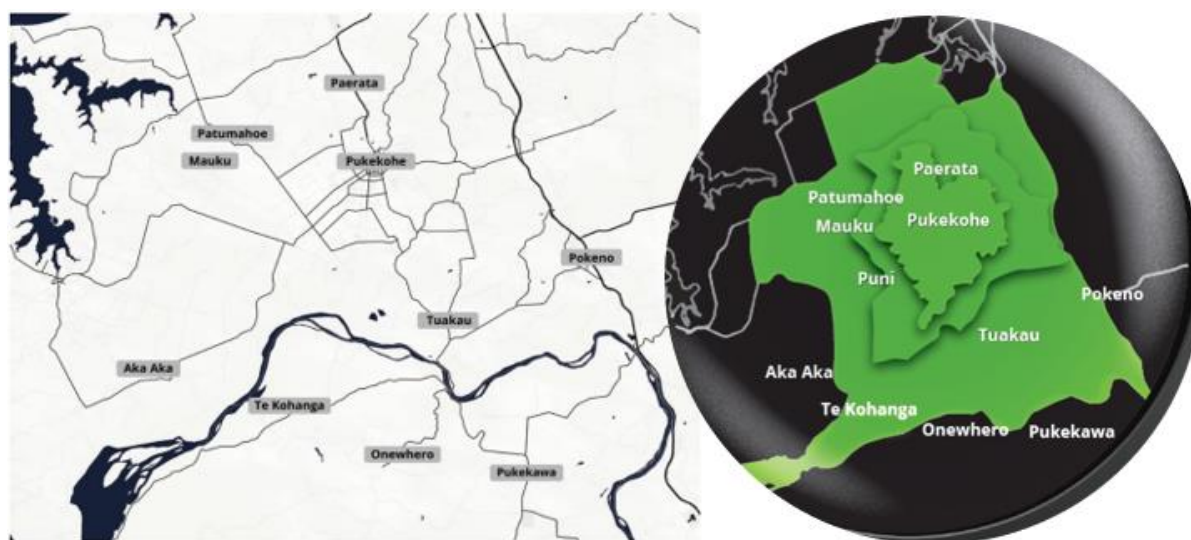 Paerata
Patumahoe
Mauku
Pukekohe
Pokeno
Tuakau
Aka Aka
Te Kohanga
Onewhero
Pukekawa
Paerata
Patumahoe
Pukekohe
Mauku
Puni
Pokeno
Tuakau
Aka Aka
Te Kohanga
Onewhero
Pukekawa